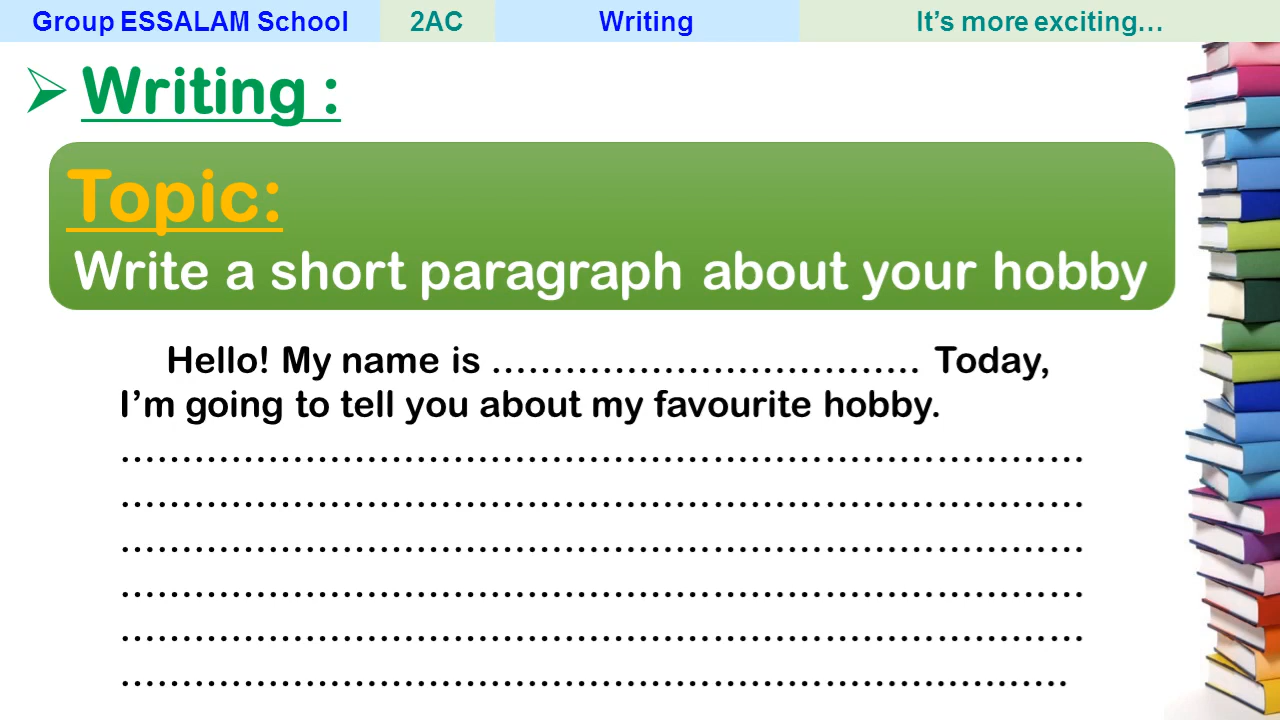 Group ESSALAM School 2AC Writing It’s more exciting…
Writing :
Topic:
Write a short paragraph about your hobby
Hello! My name is ……………………………. Today,
I’m going to tell you about my favourite hobby.
……………………………………………………………………
……………………………………………………………………
……………………………………………………………………
……………………………………………………………………
……………………………………………………………………
…………………………………………………………………..